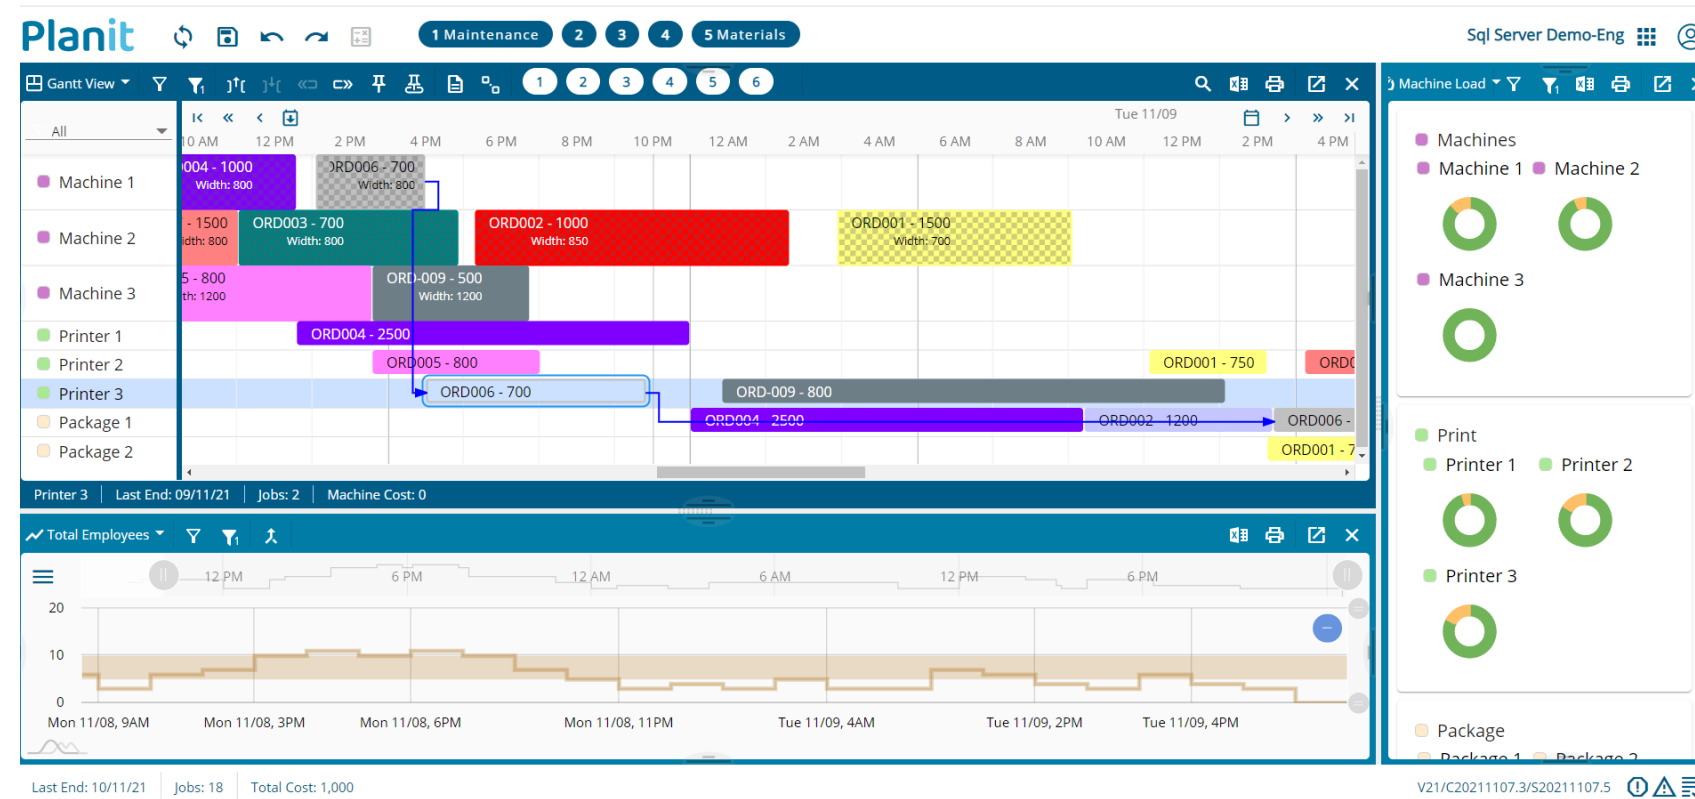 Planit
1 Maintenance 2 3 4 5 Materials
Sql Server Demo-Eng
Gantt View 1 1 2 3 4 5 6
Machine Load 1
All
Tue 11/09
10 AM 12 PM 2 PM 4 PM 6 PM 8 PM 10 PM 12 AM 2 AM 4 AM 6 AM 8 AM 10 AM 12 PM 2 PM 4 PM
Machine 1
004 - 1000
Width: 800
ORD006 - 700
Width: 800
Machine 2
- 1500
idth: 800
ORD003 - 700
Width: 800
ORD002 - 1000
Width: 850
ORD001 - 1500
Width: 700
Machine 3
5 - 800
th: 1200
ORD-009 - 500
Width: 1200
Printer 1
ORD004 - 2500
Printer 2
ORD005 - 800
ORD001 - 750
ORD0
Printer 3
ORD006 - 700
ORD-009 - 800
Package 1
ORD004 - 2500
ORD002 - 1200
ORD006 -
Package 2
ORD001 - 7
Printer 3 Last End: 09/11/21 Jobs: 2 Machine Cost: 0
Total Employees 1
12 PM 6 PM 12 AM 6 AM 12 PM 6 PM
20
10
0
Mon 11/08, 9AM Mon 11/08, 3PM Mon 11/08, 6PM Mon 11/08, 11PM Tue 11/09, 4AM Tue 11/09, 2PM Tue 11/09, 4PM
Machines
Machine 1 Machine 2
Machine 3
Print
Printer 1 Printer 2
Printer 3
Package
Package 1 Package 2
Last End: 10/11/21 Jobs: 18 Total Cost: 1,000
V21/C20211107.3/S20211107.5